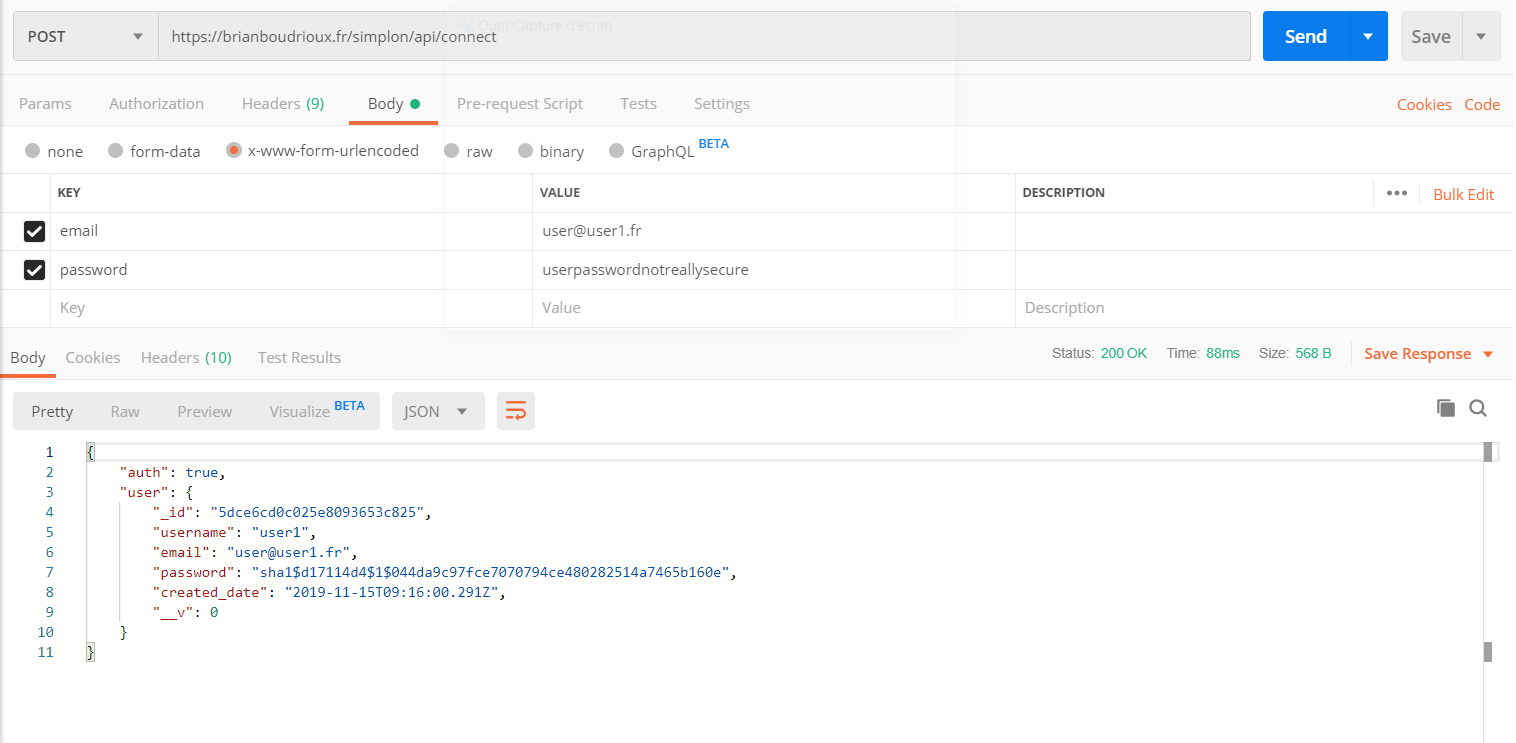 Outil Capture d'écran
POST https://brianboudrioux.fr/simplon/api/connect Send Save
Params Authorization Headers (9) Body Pre-request Script Tests Settings Cookies Code
none form-data x-www-form-urlencoded raw binary GraphQL BETA
KEY VALUE DESCRIPTION ••• Bulk Edit
email user@user1.fr
password userpasswordnotreallysecure
Key Value Description
Body Cookies Headers (10) Test Results Status: 200 OK Time: 88ms Size: 568 B Save Response
Pretty Raw Preview Visualize BETA JSON
1 {
2 "auth": true,
3 "user": {
4 "_id": "5dce6cd0c025e8093653c825",
5 "username": "user1",
6 "email": "user@user1.fr",
7 "password": "sha1$d17114d4$1$044da9c97fce7070794ce480282514a7465b160e",
8 "created_date": "2019-11-15T09:16:00.291Z",
9 "__v": 0
10 }
11 }